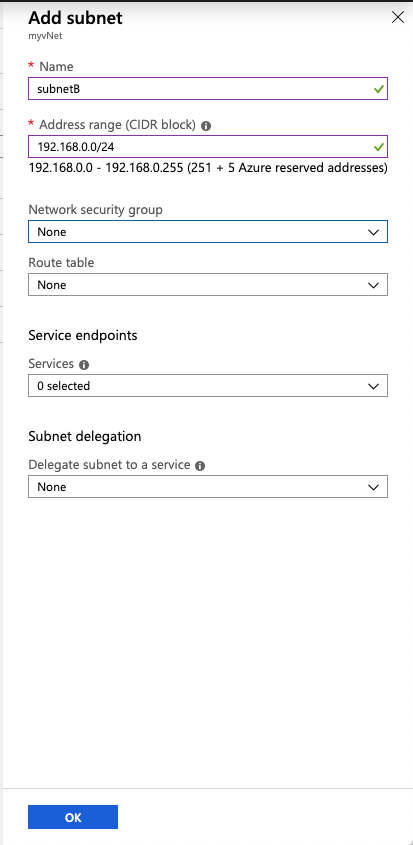 Add subnet
myvNet
* Name
subnetB
* Address range (CIDR block)
192.168.0.0/24
192.168.0.0 - 192.168.0.255 (251 + 5 Azure reserved addresses)
Network security group
None
Route table
None
Service endpoints
Services
0 selected
Subnet delegation
Delegate subnet to a service
None
OK